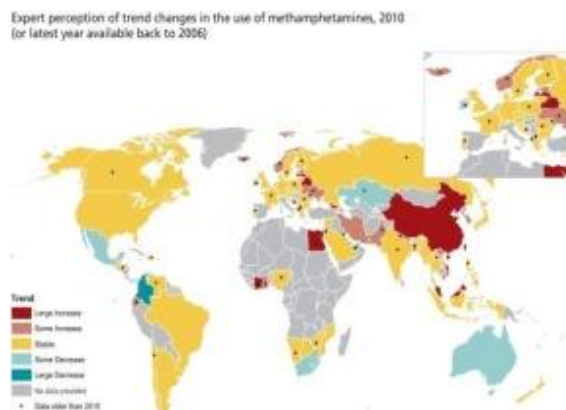 Expert perception of trend changes in the use of methamphetamines, 2010
(or latest year available back to 2006)
Trend
Large Increase
Some Increase
Stable
Some Decrease
Large Decrease
No data provided
Data older than 2010